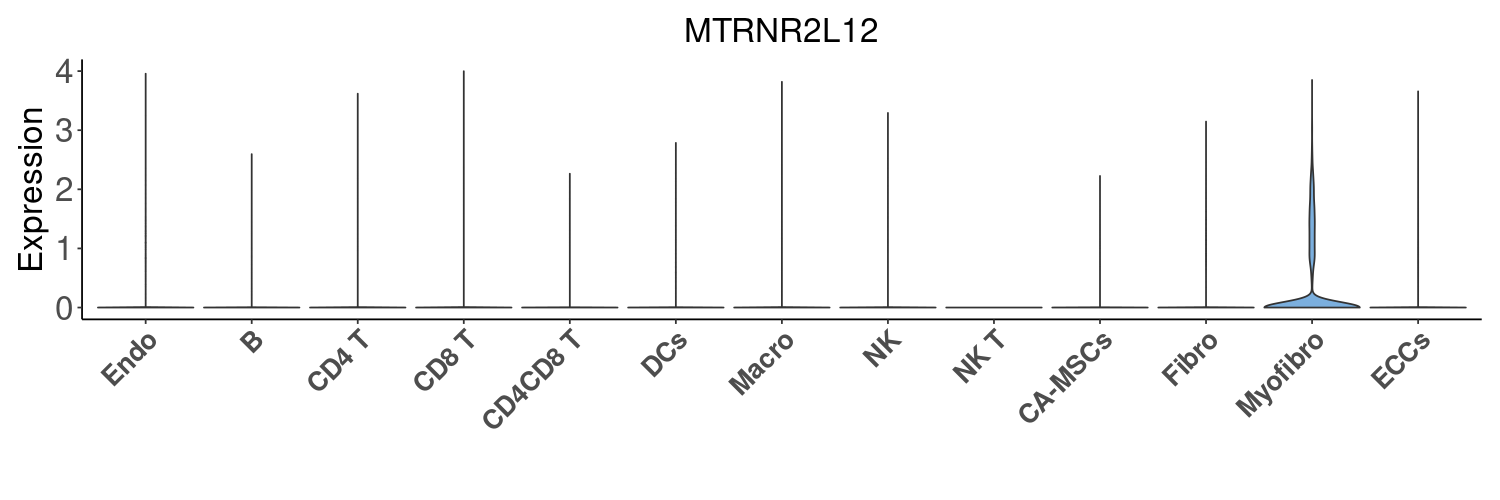 MTRNR2L12
Expression
4
3
2
1
0
Endo
B
CD4 T
CD8 T
CD4CD8 T
DCs
Macro
NK
NK T
CA-MSCs
Fibro
Myofibro
ECCs